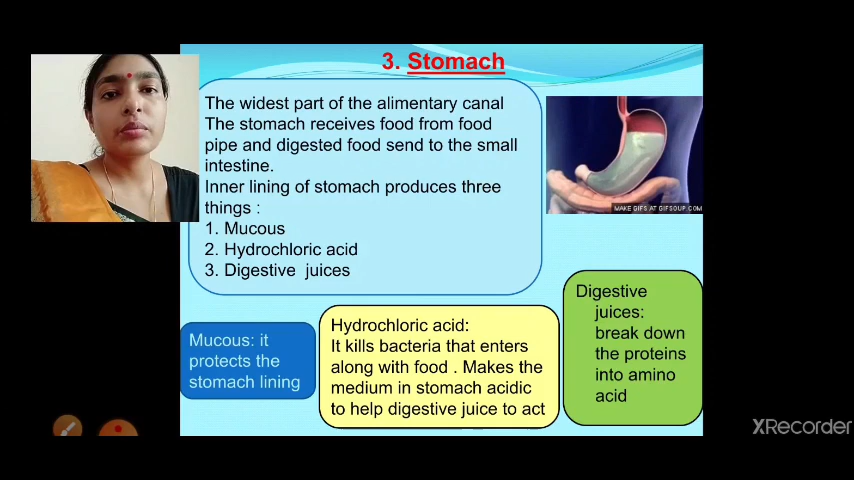 3. Stomach
The widest part of the alimentary canal
The stomach receives food from food
pipe and digested food send to the small
intestine.
Inner lining of stomach produces three
things :
1. Mucous
2. Hydrochloric acid
3. Digestive juices
MAKE GIFS AT GIFSOUP.COM
Mucous: it
protects the
stomach lining
Hydrochloric acid:
It kills bacteria that enters
along with food . Makes the
medium in stomach acidic
to help digestive juice to act
Digestive
juices:
break down
the proteins
into amino
acid
XRecorder